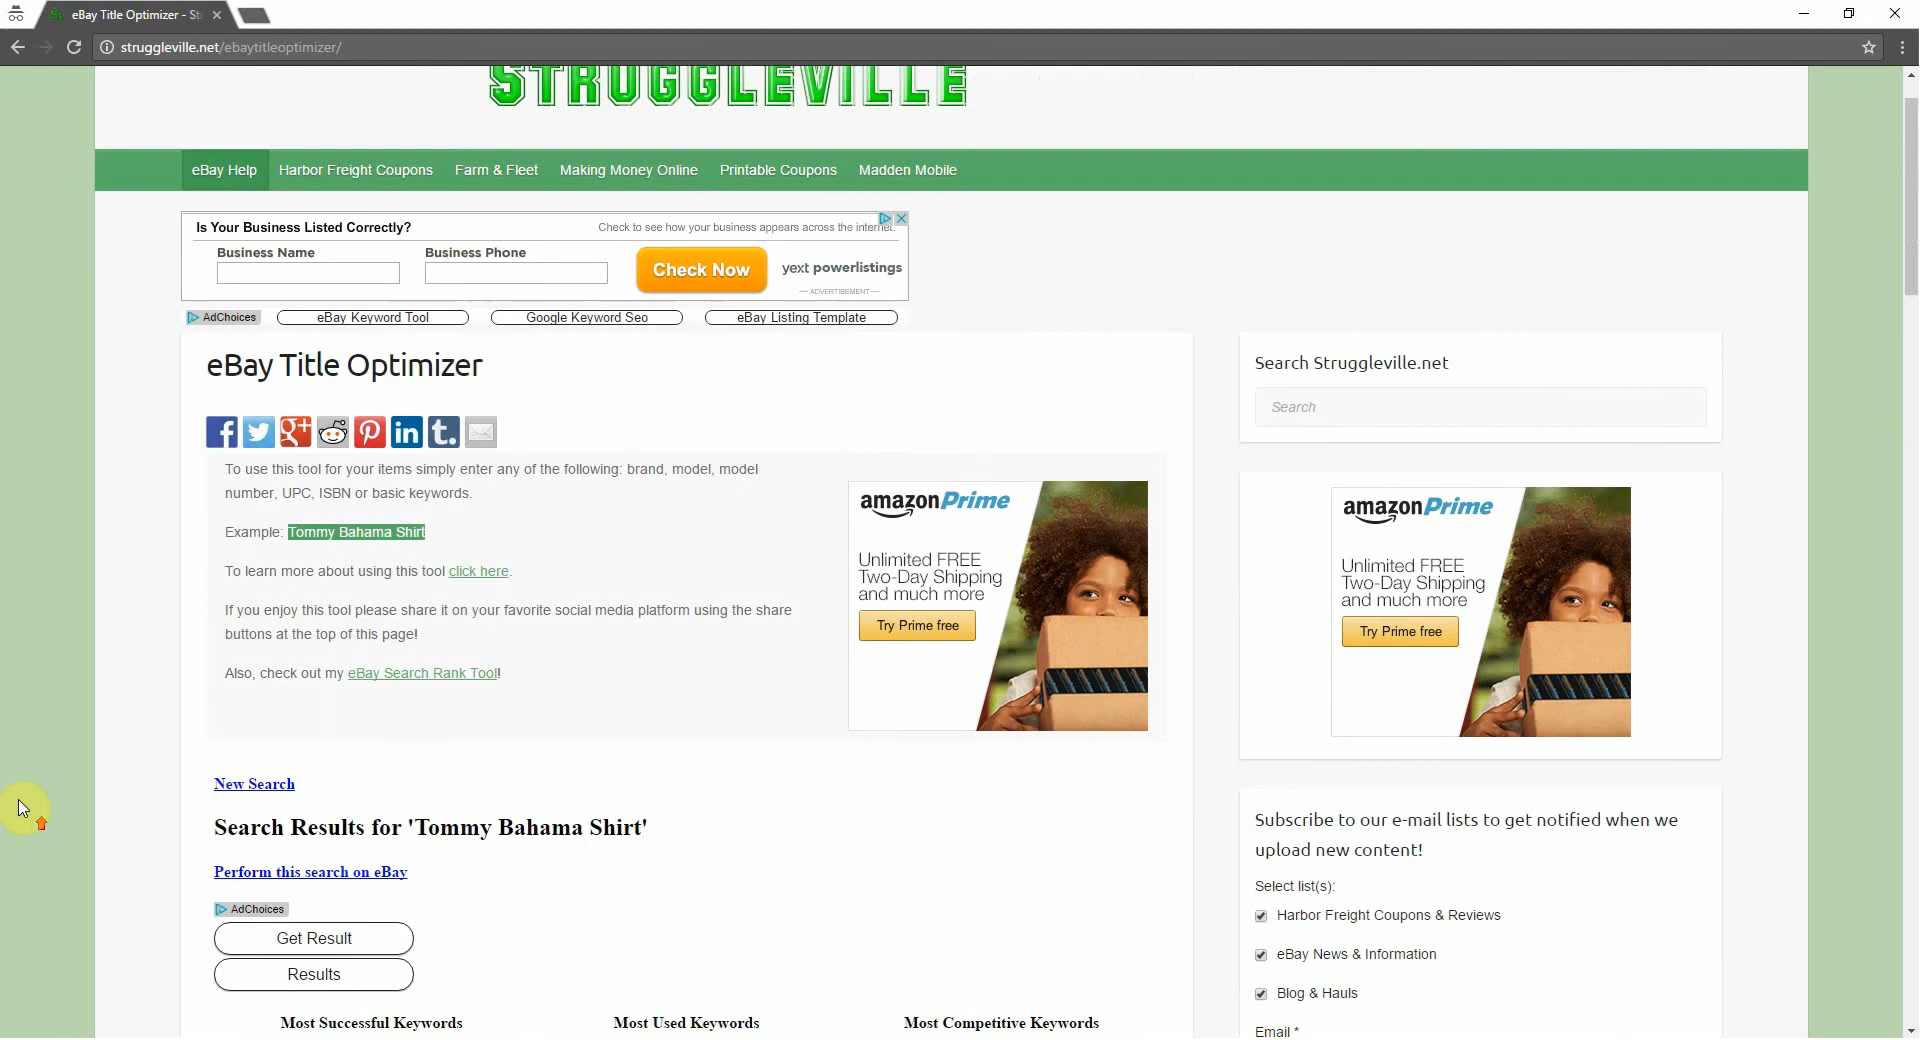 eBay Title Optimizer - St
struggleville.net/ebaytitleoptimizer/
STRUGGLEVILLE
eBay Help Harbor Freight Coupons Farm & Fleet Making Money Online Printable Coupons Madden Mobile
Is Your Business Listed Correctly? Check to see how your business appears across the internet.
Business Name Business Phone
Check Now
yext powerlistings
— ADVERTISEMENT —
AdChoices eBay Keyword Tool Google Keyword Seo eBay Listing Template
eBay Title Optimizer
To use this tool for your items simply enter any of the following: brand, model, model
number, UPC, ISBN or basic keywords.
Example: Tommy Bahama Shirt
To learn more about using this tool click here.
If you enjoy this tool please share it on your favorite social media platform using the share
buttons at the top of this page!
Also, check out my eBay Search Rank Tool!
amazonPrime
Unlimited FREE
Two-Day Shipping
and much more
Try Prime free
New Search
Search Results for 'Tommy Bahama Shirt'
Perform this search on eBay
AdChoices
Get Result
Results
Most Successful Keywords Most Used Keywords Most Competitive Keywords
Search Struggleville.net
Search
amazonPrime
Unlimited FREE
Two-Day Shipping
and much more
Try Prime free
Subscribe to our e-mail lists to get notified when we
upload new content!
Select list(s):
Harbor Freight Coupons & Reviews
eBay News & Information
Blog & Hauls
Email *